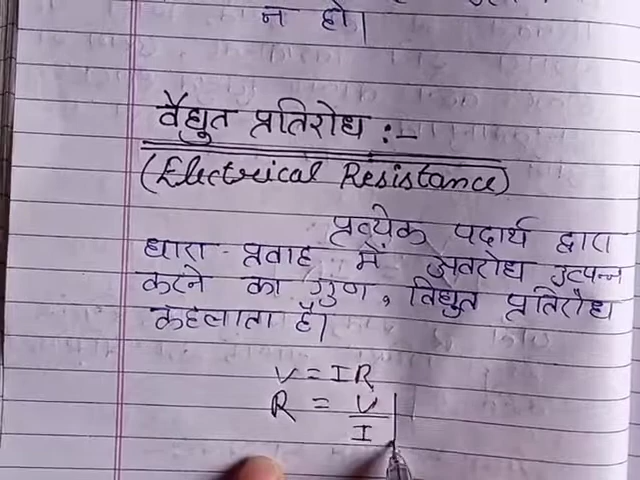 न हो।
वैद्युत प्रतिरोध :-
(Electrical Resistance)
प्रत्येक पदार्थ द्वारा
धारा प्रवाह में अवरोध उत्पन्न
करने का गुण, विद्युत प्रतिरोध
कहलाता है।
V = IR
R = V
I